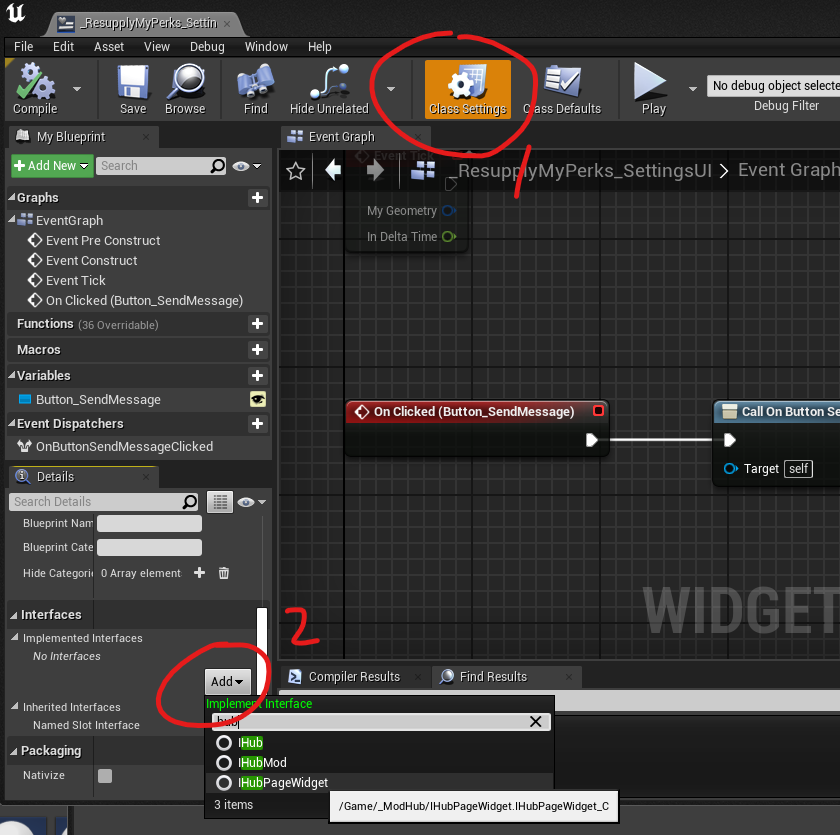 _ResupplyMyPerks_Settin
File Edit Asset View Debug Window Help
Compile Save Browse Find Hide Unrelated Class Settings Class Defaults Play
No debug object selecte
Debug Filter
1
My Blueprint
+ Add New Search
Graphs
EventGraph
Event Pre Construct
Event Construct
Event Tick
On Clicked (Button_SendMessage)
Functions (36 Overridable)
Macros
Variables
Button_SendMessage
Event Dispatchers
OnButtonSendMessageClicked
Details
Search Details
Blueprint Nam
Blueprint Cate
Hide Categori 0 Array element
Interfaces
Implemented Interfaces
No Interfaces
Add
2
Inherited Interfaces
Named Slot Interface
Packaging
Nativize
Event Graph
Event Tick
_ResupplyMyPerks_SettingsUI > Event Graph
My Geometry
In Delta Time
On Clicked (Button_SendMessage)
Call On Button Se
Target self
WIDGET
Compiler Results Find Results
Implement Interface
hub
IHub
IHubMod
IHubPageWidget
3 items
/Game/_ModHub/IHubPageWidget.IHubPageWidget_C